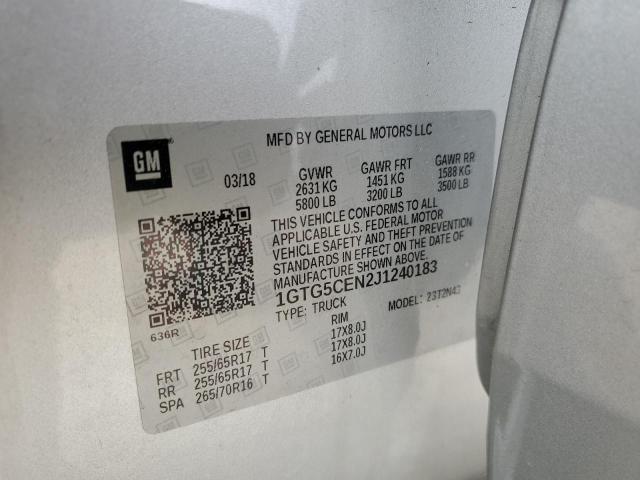 MFD BY GENERAL MOTORS LLC
GM
03/18
GVWR GAWR FRT GAWR RR
2631 KG 1451 KG 1588 KG
5800 LB 3200 LB 3500 LB
THIS VEHICLE CONFORMS TO ALL
APPLICABLE U.S. FEDERAL MOTOR
VEHICLE SAFETY AND THEFT PREVENTION
STANDARDS IN EFFECT ON THE DATE OF
MANUFACTURE SHOWN ABOVE.
1GTG5CEN2J1240183
TYPE: TRUCK MODEL: 23T2N43
636R
TIRE SIZE RIM
FRT 255/65R17 T 17X8.0J
RR 255/65R17 T 17X8.0J
SPA 265/70R16 T 16X7.0J